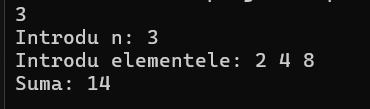 3
Introdu n: 3
Introdu elementele: 2 4 8
Suma: 14